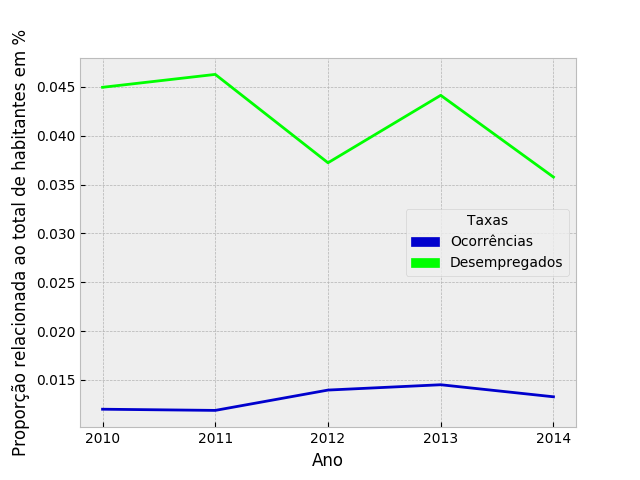 Proporção relacionada ao total de habitantes em %
0.045
0.040
0.035
0.030
0.025
0.020
0.015
Taxas
Ocorrências
Desempregados
2010 2011 2012 2013 2014
Ano